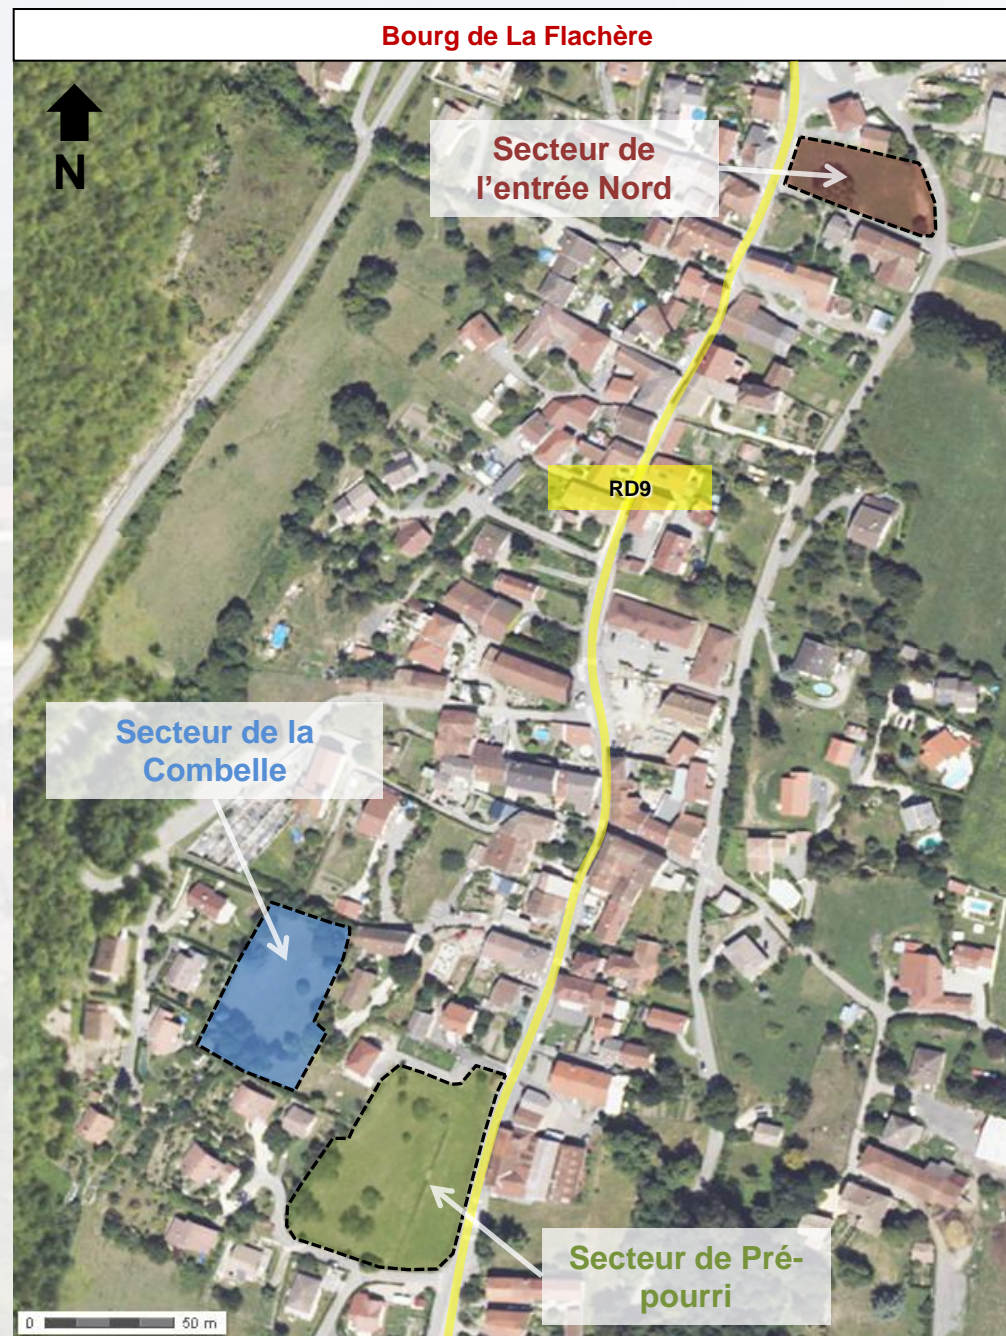 Bourg de La Flachère
N
Secteur de
l’entrée Nord
RD9
Secteur de la
Combelle
Secteur de Pré-
pourri
0 50 m